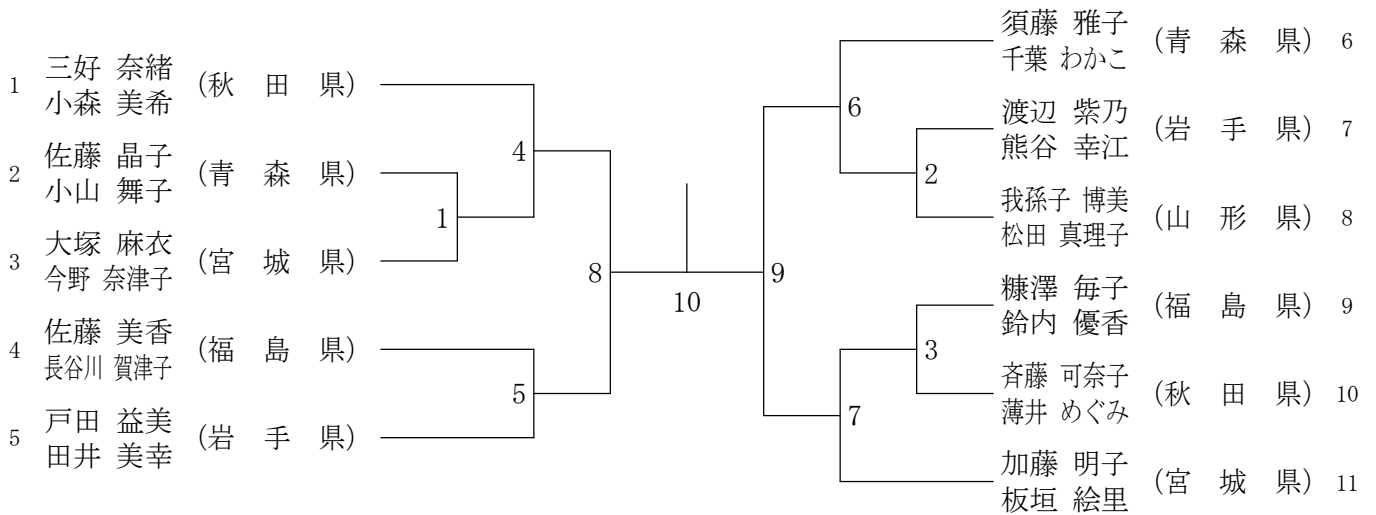 1 三好 奈緒 小森 美希 (秋 田 県)
2 佐藤 晶子 小山 舞子 (青 森 県)
3 大塚 麻衣 今野 奈津子 (宮 城 県)
4 佐藤 美香 長谷川 賀津子 (福 島 県)
5 戸田 益美 田井 美幸 (岩 手 県)
4
1
8
5
10
9
6
2
3
7
須藤 雅子 千葉 わかこ (青 森 県) 6
渡辺 紫乃 熊谷 幸江 (岩 手 県) 7
我孫子 博美 松田 真理子 (山 形 県) 8
糠澤 毎子 鈴内 優香 (福 島 県) 9
斉藤 可奈子 薄井 めぐみ (秋 田 県) 10
加藤 明子 板垣 絵里 (宮 城 県) 11